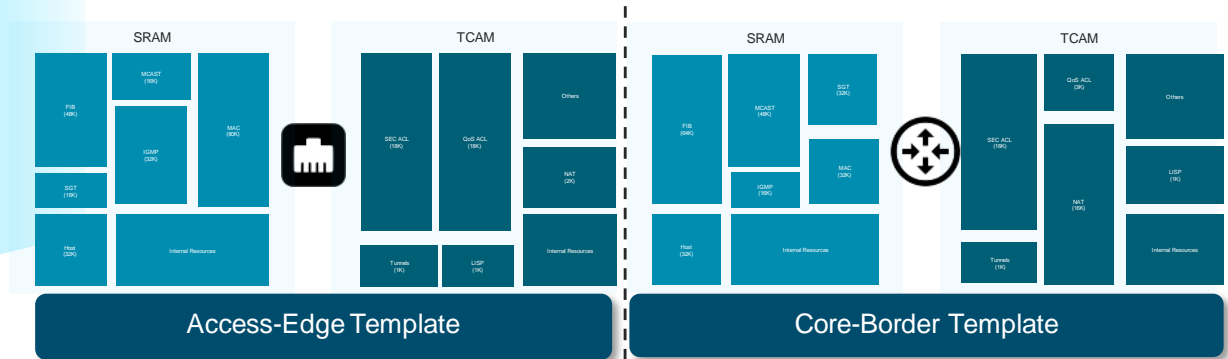 SRAM
FIB
(48K)
MCAST
(16K)
MAC
(80K)
IGMP
(32K)
SGT
(16K)
Host
(32K)
Internal Resources
TCAM
SEC ACL
(18K)
QoS ACL
(18K)
Others
NAT
(2K)
Tunnels
(1K)
LISP
(1K)
Internal Resources
Access-Edge Template
SRAM
FIB
(64K)
MCAST
(48K)
SGT
(32K)
MAC
(32K)
IGMP
(16K)
Host
(32K)
Internal Resources
TCAM
SEC ACL
(18K)
QoS ACL
(3K)
Others
NAT
(16K)
LISP
(1K)
Tunnels
(1K)
Internal Resources
Core-Border Template